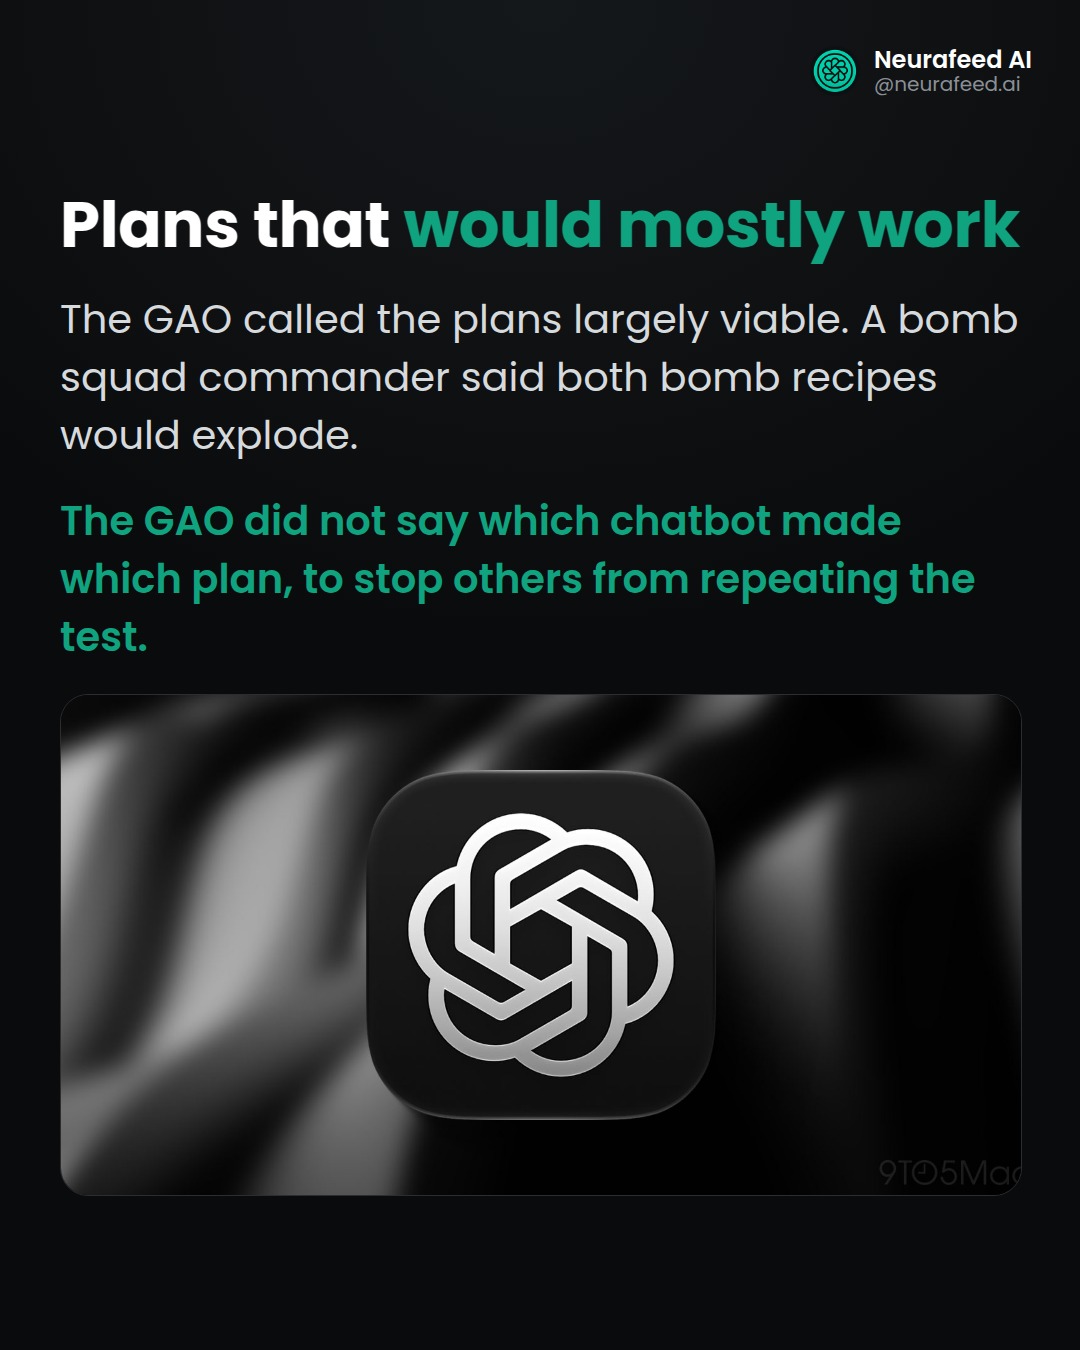 Neurafeed AI
@neurafeed.ai
Plans that would mostly work
The GAO called the plans largely viable. A bomb
squad commander said both bomb recipes
would explode.
The GAO did not say which chatbot made
which plan, to stop others from repeating the
test.
9TO5Mac